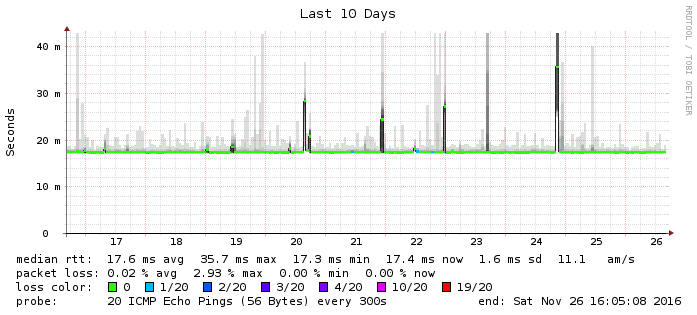 Last 10 Days
RRDTOOL / TOBI OETIKER
Seconds
40 m
30 m
20 m
10 m
0
17 18 19 20 21 22 23 24 25 26
median rtt: 17.6 ms avg 35.7 ms max 17.3 ms min 17.4 ms now 1.6 ms sd 11.1 am/s
packet loss: 0.02 % avg 2.93 % max 0.00 % min 0.00 % now
loss color: 0 1/20 2/20 3/20 4/20 10/20 19/20
probe: 20 ICMP Echo Pings (56 Bytes) every 300s end: Sat Nov 26 16:05:08 2016